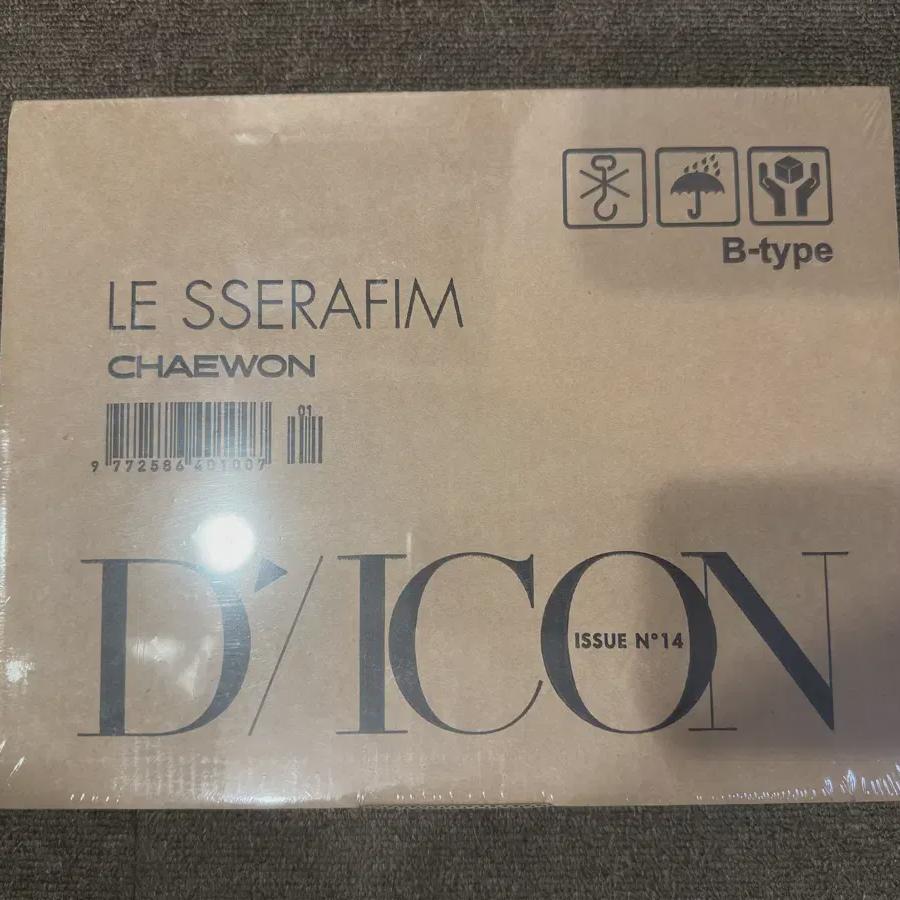 B-type
LE SSERAFIM
CHAEWON
01
9 772586 401007
D'/ICON
ISSUE N°14